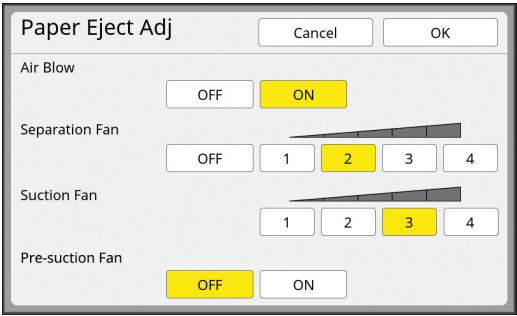 Paper Eject Adj Cancel OK
Air Blow
OFF ON
Separation Fan
OFF 1 2 3 4
Suction Fan
1 2 3 4
Pre-suction Fan
OFF ON